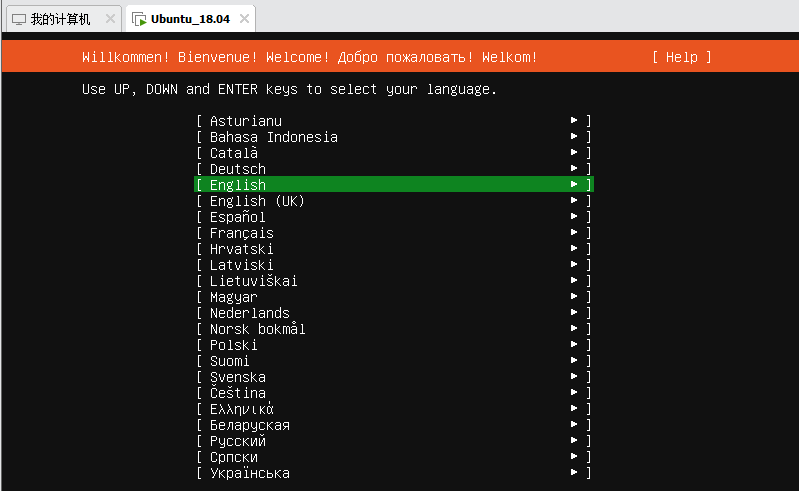 我的计算机 Ubuntu_18.04
Willkommen! Bienvenue! Welcome! Добро пожаловать! Welkom! [ Help ]
Use UP, DOWN and ENTER keys to select your language.
[ Asturianu ▸ ]
[ Bahasa Indonesia ▸ ]
[ Català ▸ ]
[ Deutsch ▸ ]
[ English ▸ ]
[ English (UK) ▸ ]
[ Español ▸ ]
[ Français ▸ ]
[ Hrvatski ▸ ]
[ Latviski ▸ ]
[ Lietuviškai ▸ ]
[ Magyar ▸ ]
[ Nederlands ▸ ]
[ Norsk bokmål ▸ ]
[ Polski ▸ ]
[ Suomi ▸ ]
[ Svenska ▸ ]
[ Čeština ▸ ]
[ Ελληνικά ▸ ]
[ Беларуская ▸ ]
[ Русский ▸ ]
[ Српски ▸ ]
[ Українська ▸ ]